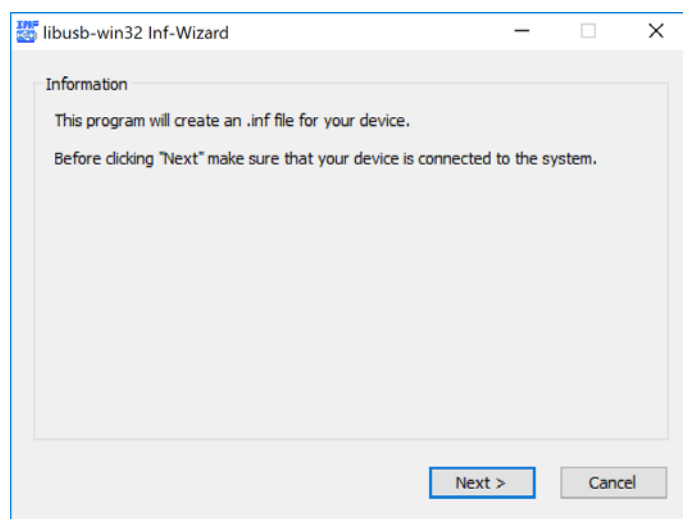 INF
libusb-win32 Inf-Wizard
Information
This program will create an .inf file for your device.
Before clicking "Next" make sure that your device is connected to the system.
Next >
Cancel